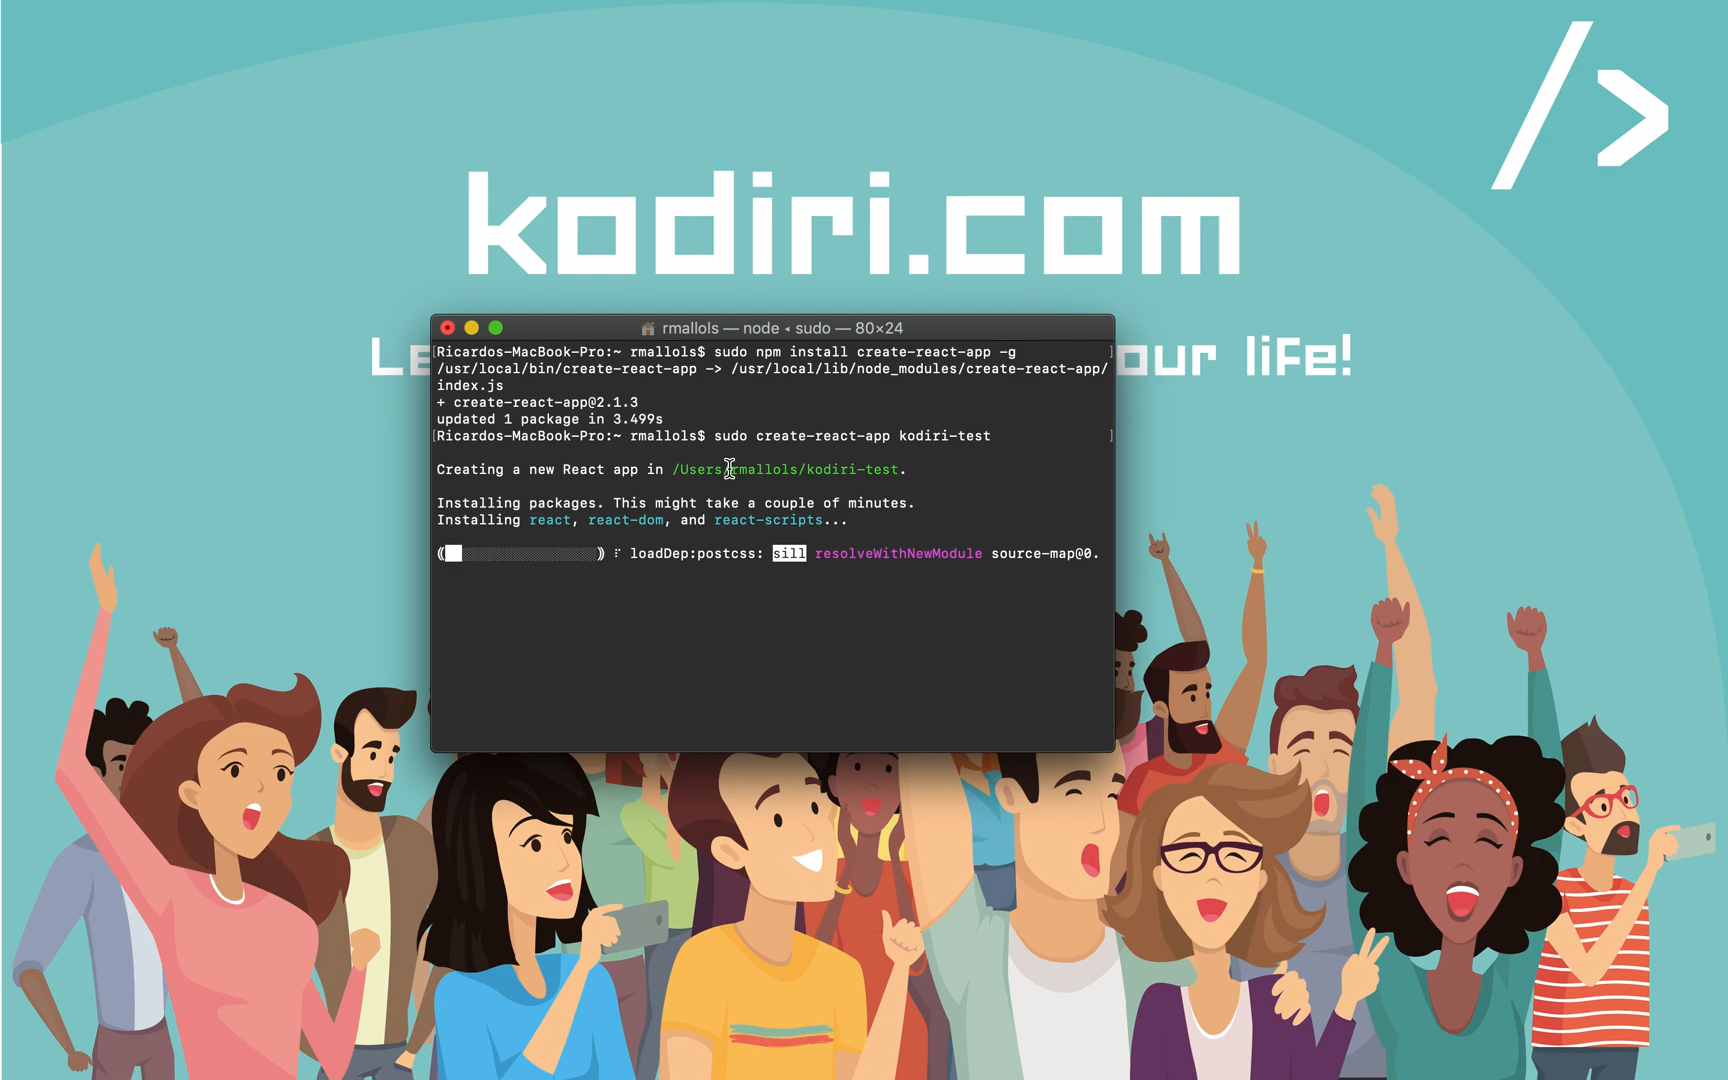 />
kodiri.com
Le our life!
rmallols — node ◂ sudo — 80×24
[Ricardos-MacBook-Pro:~ rmallols$ sudo npm install create-react-app -g ]
/usr/local/bin/create-react-app -> /usr/local/lib/node_modules/create-react-app/
index.js
+ create-react-app@2.1.3
updated 1 package in 3.499s
[Ricardos-MacBook-Pro:~ rmallols$ sudo create-react-app kodiri-test ]
Creating a new React app in /Users/rmallols/kodiri-test.
Installing packages. This might take a couple of minutes.
Installing react, react-dom, and react-scripts...
(██░░░░░░░░░░░░░░░░) ⠏ loadDep:postcss: sill resolveWithNewModule source-map@0.